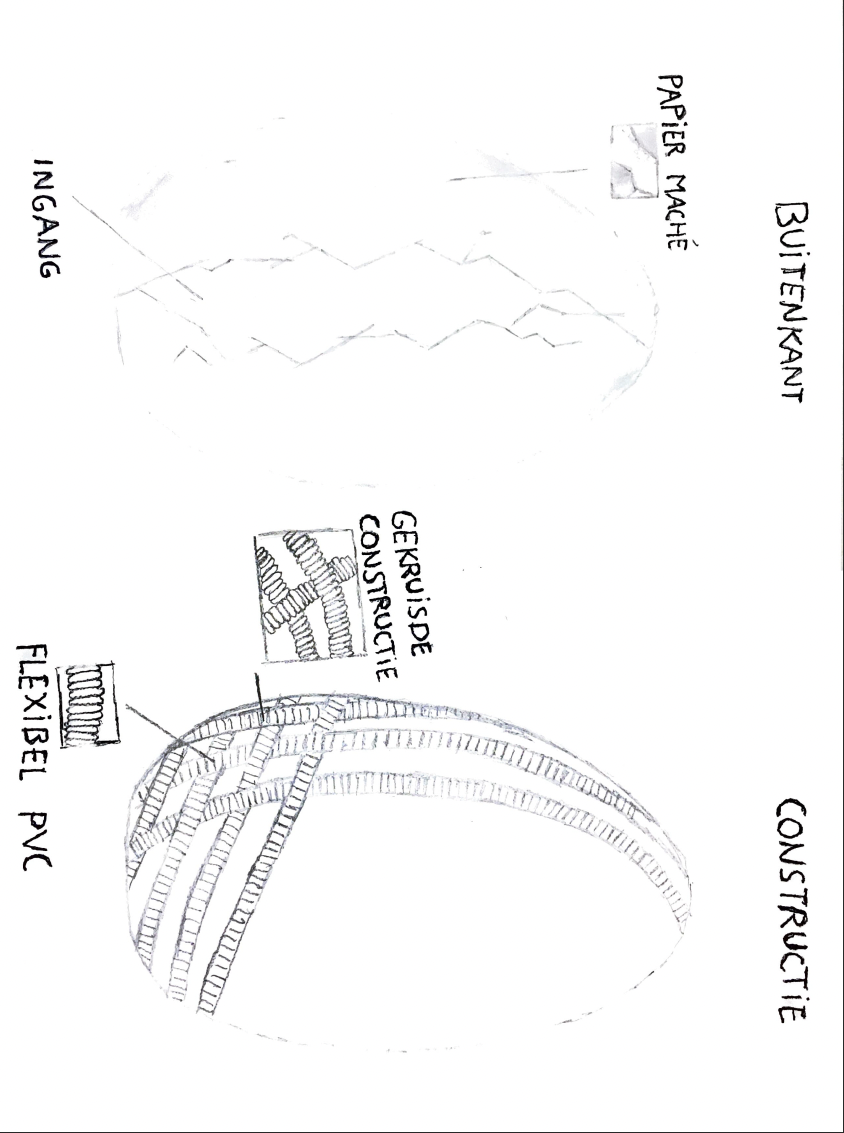 BUITENKANT
PAPIER MACHÉ
INGANG
CONSTRUCTIE
GEKRUISDE
CONSTRUCTIE
FLEXIBEL PVC